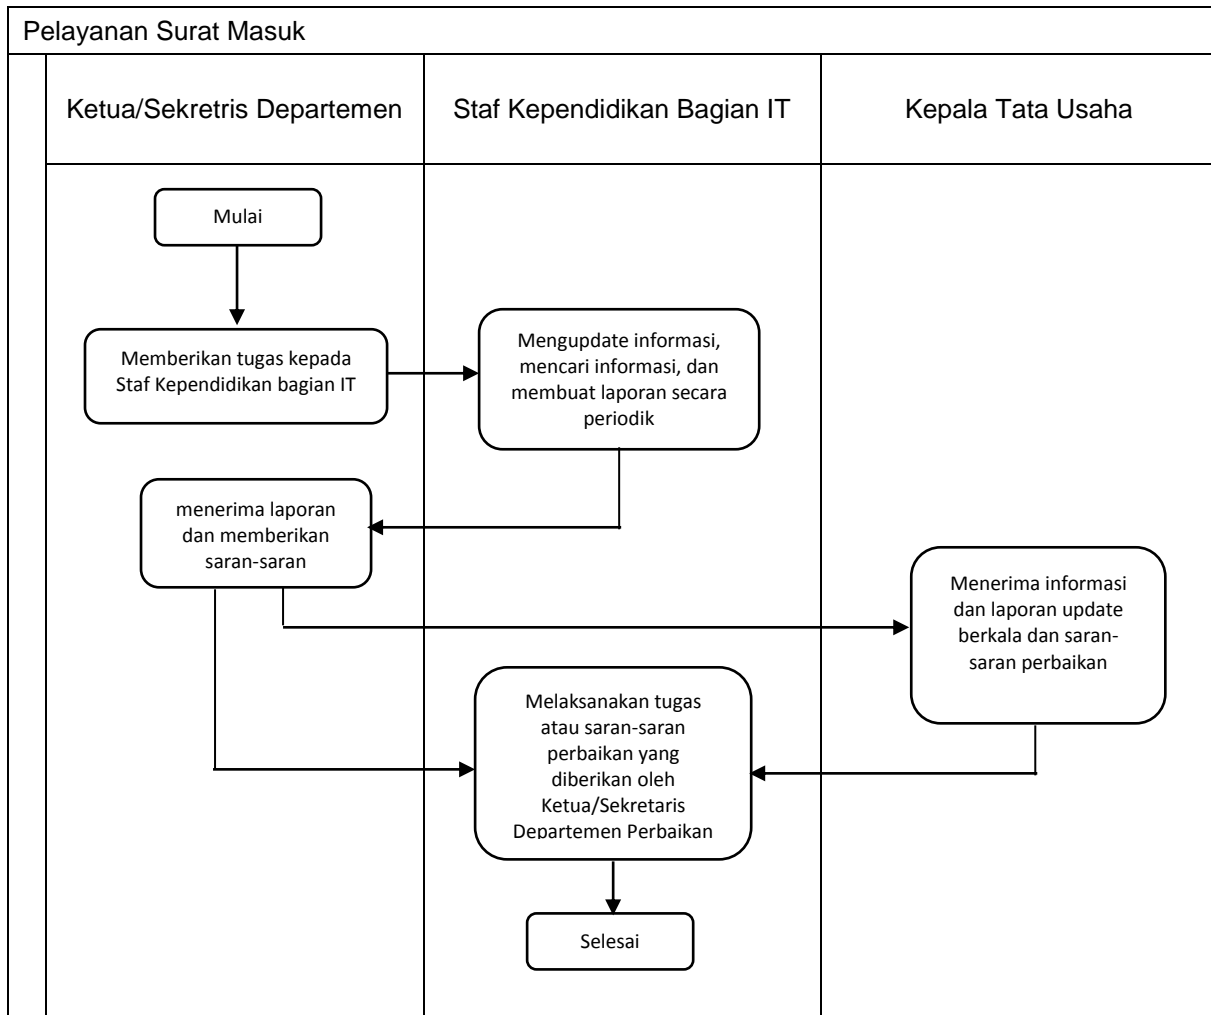 Pelayanan Surat Masuk
Ketua/Sekretris Departemen
Staf Kependidikan Bagian IT
Kepala Tata Usaha
Mulai
Memberikan tugas kepada
Staf Kependidikan bagian IT
Mengupdate informasi,
mencari informasi, dan
membuat laporan secara
periodik
menerima laporan
dan memberikan
saran-saran
Menerima informasi
dan laporan update
berkala dan saran-
saran perbaikan
Melaksanakan tugas
atau saran-saran
perbaikan yang
diberikan oleh
Ketua/Sekretaris
Departemen Perbaikan
Selesai